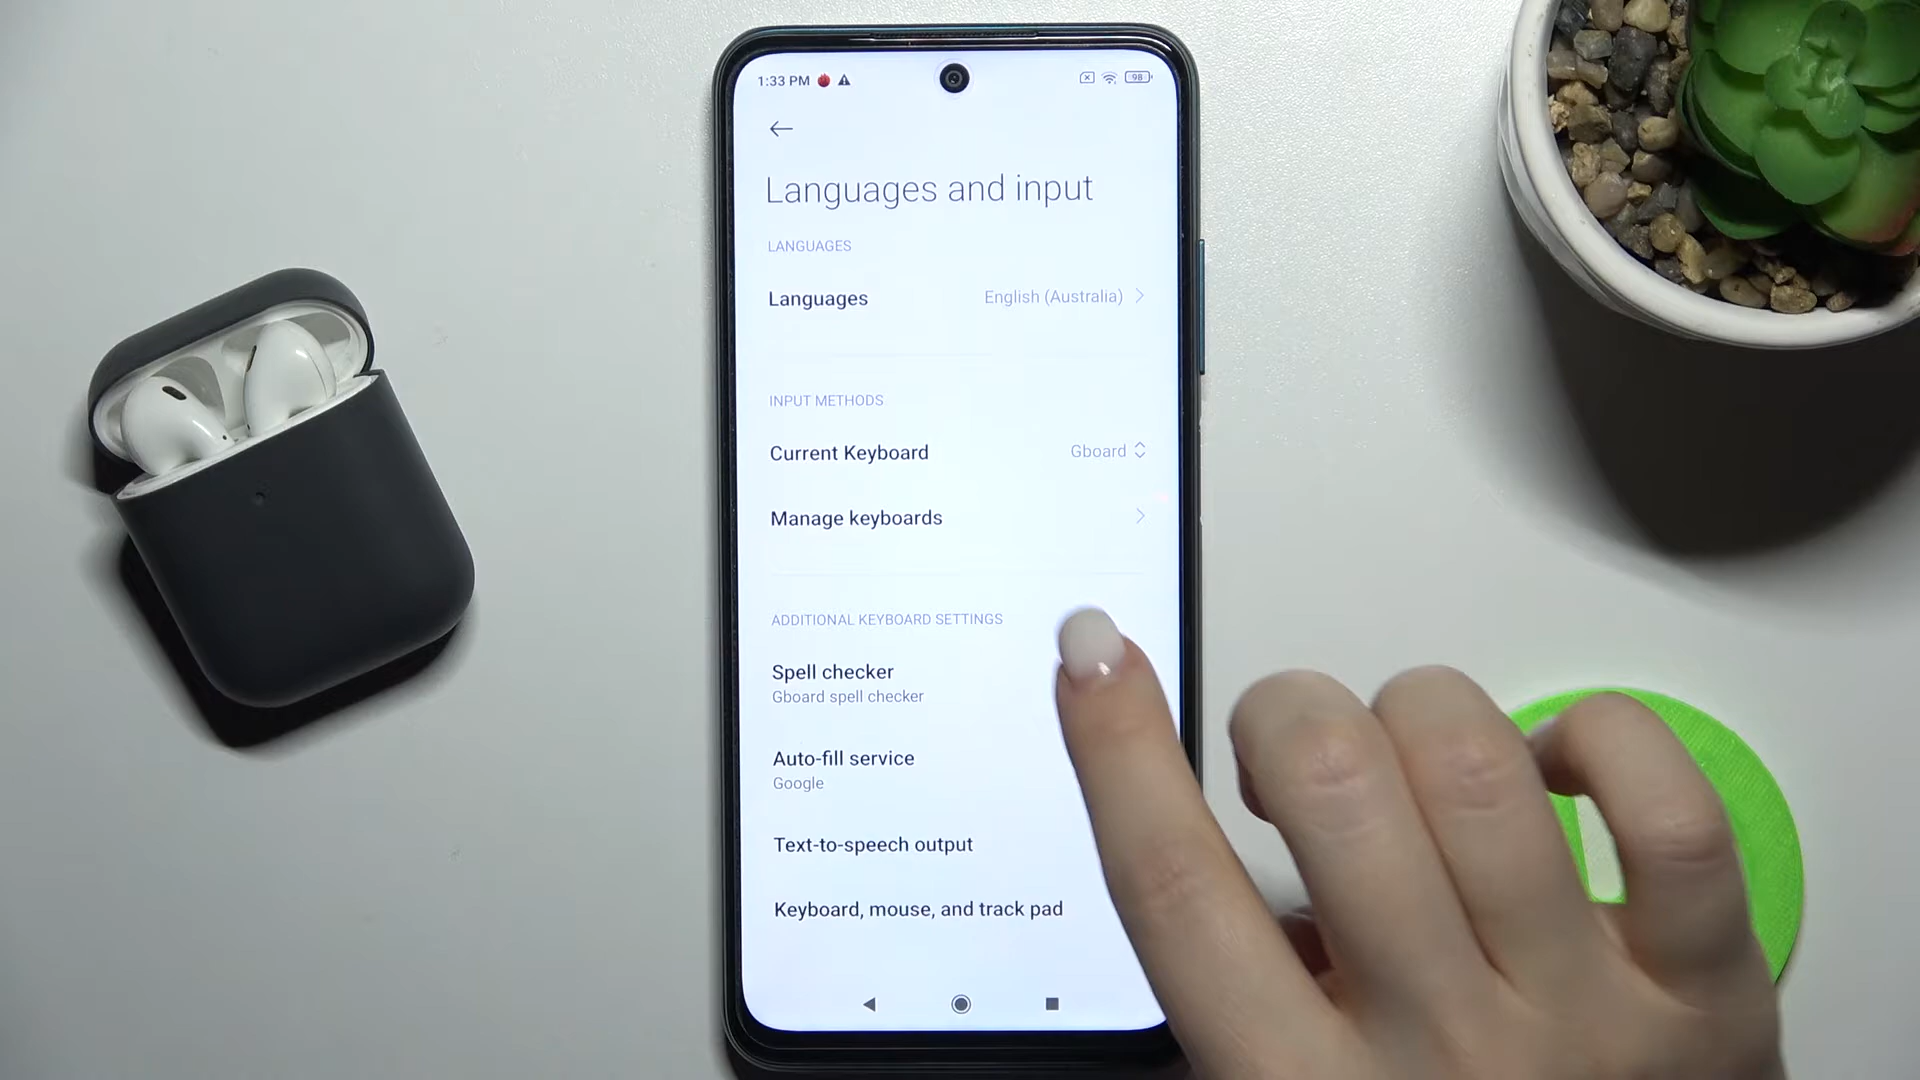 1:33 PM 98
Languages and input
LANGUAGES
Languages English (Australia)
INPUT METHODS
Current Keyboard Gboard
Manage keyboards
ADDITIONAL KEYBOARD SETTINGS
Spell checker
Gboard spell checker
Auto-fill service
Google
Text-to-speech output
Keyboard, mouse, and track pad